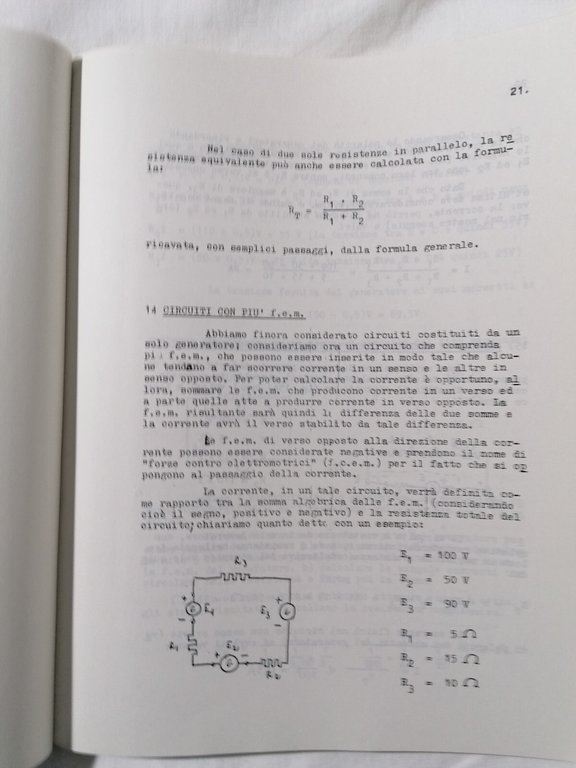 21.
Nel caso di due sole resistenze in parallelo, la re
sistenza equivalente può anche essere calcolata con la formu-
la:
R_T = R_1 . R_2 / R_1 + R_2
ricavata, con semplici passaggi, dalla formula generale.
14 CIRCUITI CON PIU' f.e.m.
Abbiamo finora considerato circuiti costituiti da un
solo generatore; consideriamo ora un circuito che comprenda
pi f.e.m., che possono essere inserite in modo tale che alcu-
ne tendano a far scorrere corrente in un senso e le altre in
senso opposto. Per poter calcolare la corrente è opportuno, al
lora, sommare le f.e.m. che producono corrente in un verso ed
a parte quelle atte a produrre corrente in verso opposto. La
f.e.m. risultante sarà quindi la differenza delle due somme e
la corrente avrà il verso stabilito da tale differenza.
Le f.e.m. di verso opposto alla direzione della cor-
rente possono essere considerate negative e prendono il nome di
"forze contro elettromotrici" (f.c.e.m.) per il fatto che si op
pongono al passaggio della corrente.
La corrente, in un tale circuito, verrà definita co-
me rapporto tra la somma algebrica delle f.e.m. (considerando
cioè il segno, positivo e negativo) e la resistenza totale del
circuito; chiariamo quanto detto con un esempio:
E_1 = 100 V
E_2 = 50 V
E_3 = 90 V
R_1 = 5 Ω
R_2 = 15 Ω
R_3 = 10 Ω
R3
+ E1 -
+ E3 -
R1
+ E2 -
R2